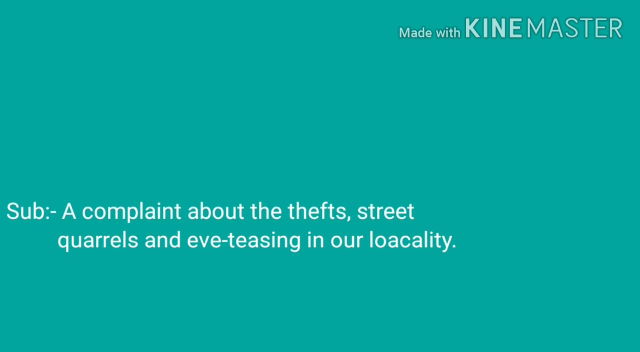 Made with KINEMASTER
Sub:- A complaint about the thefts, street
quarrels and eve-teasing in our loacality.